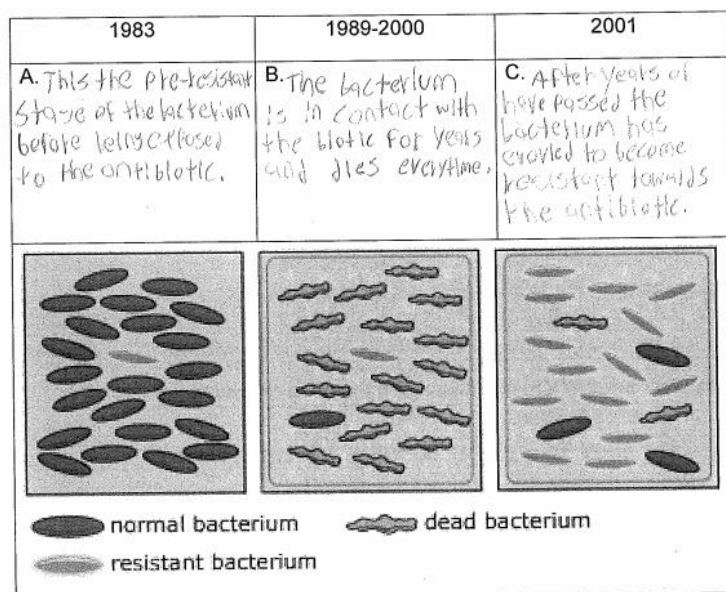 1983
1989-2000
2001
A. This the pre-resistant
stage of the bacterium
before being exposed
to the antibiotic.
B. The bacterium
is in contact with
the biotic for years
and dies everytime.
C. After years of
have passed the
bacterium has
evovled to become
resistant towards
the antibiotic.
normal bacterium
dead bacterium
resistant bacterium